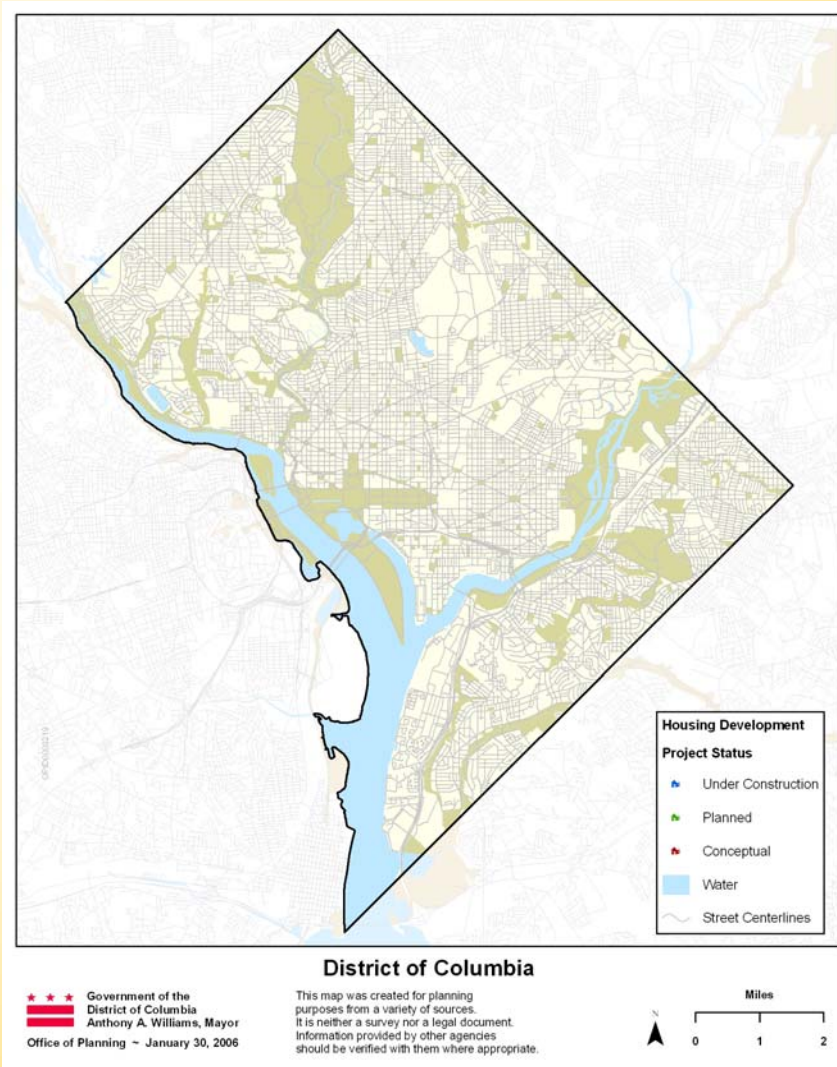 Housing Development
Project Status
Under Construction
Planned
Conceptual
Water
Street Centerlines
District of Columbia
Government of the
District of Columbia
Anthony A. Williams, Mayor
Office of Planning ~ January 30, 2006
This map was created for planning
purposes from a variety of sources.
It is neither a survey nor a legal document.
Information provided by other agencies
should be verified with them where appropriate.
N
Miles
0 1 2